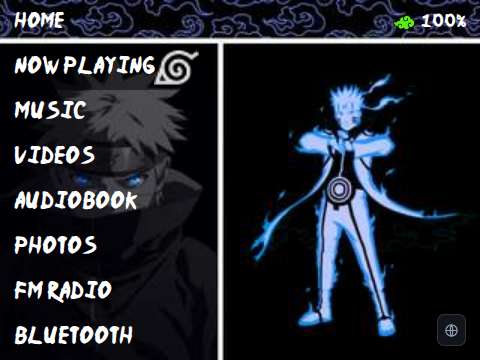 HOME
100%
NOW PLAYING
MUSIC
VIDEOS
AUDIOBOOK
PHOTOS
FM RADIO
BLUETOOTH